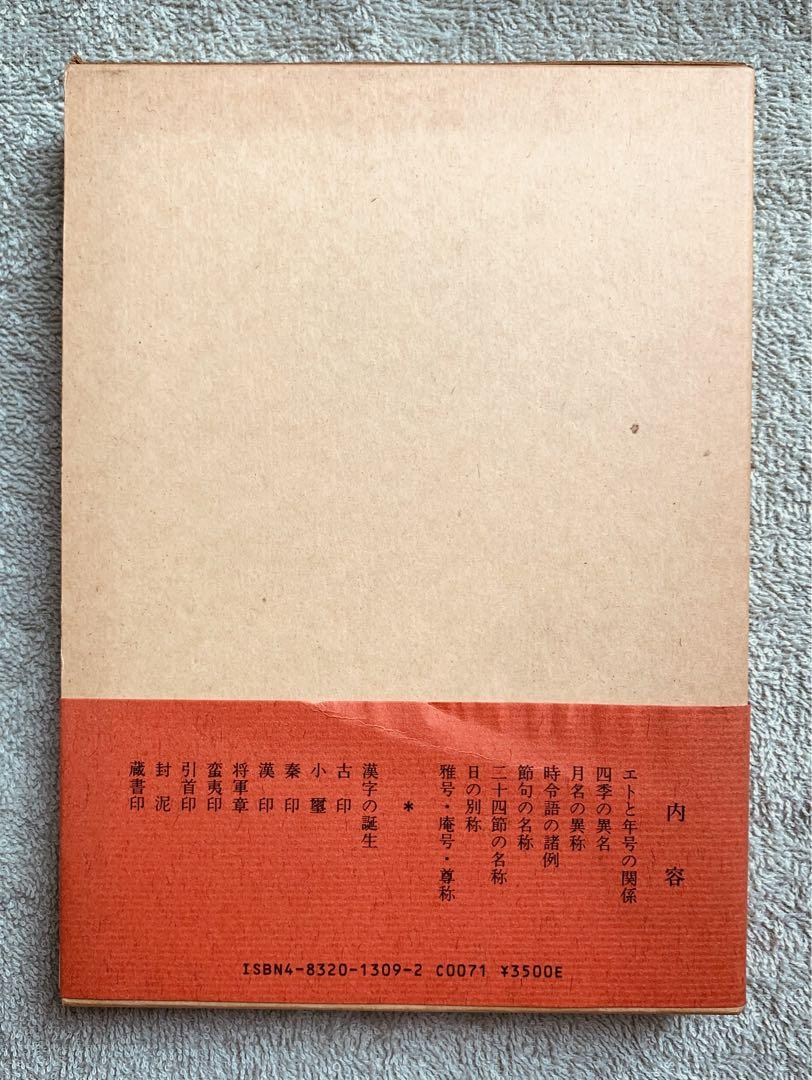 内容
エトと年号の関係
四季の異名
月名の異称
時令語の諸例
節句の名称
二十四節の名称
日の別称
雅号・庵号・尊称
*
漢字の誕生
古印
小璽
秦印
漢印
将軍章
蛮夷印
引首印
封泥
蔵書印
ISBN4-8320-1309-2 C0071 ¥3500E